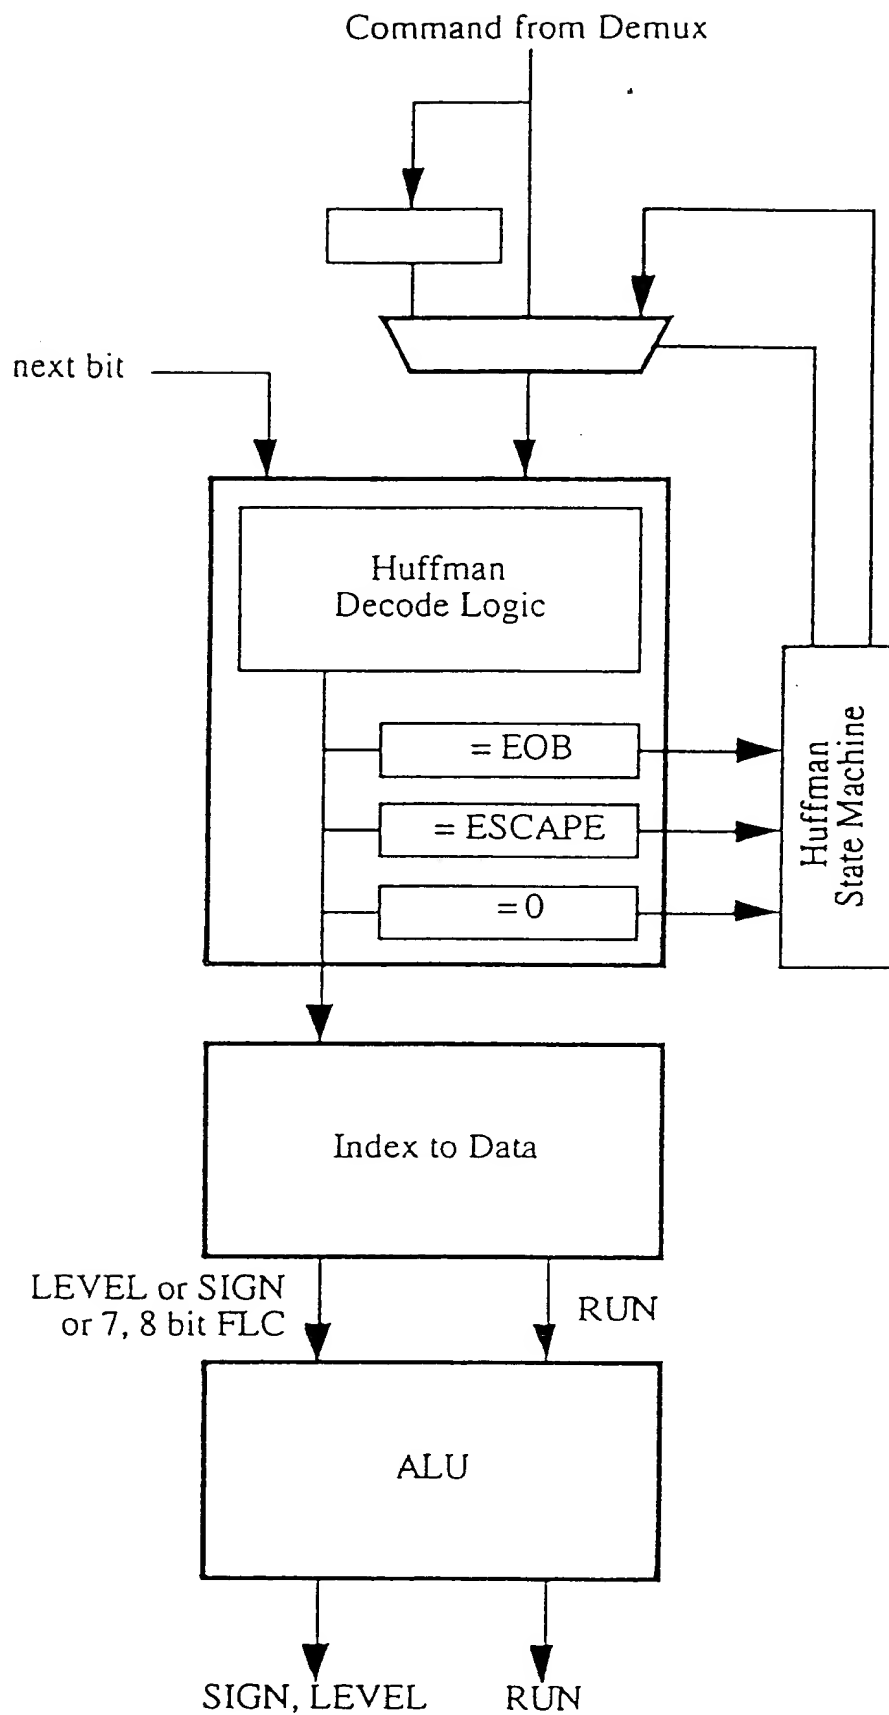 Command from Demux
next bit
Huffman
Decode Logic
= EOB
= ESCAPE
= 0
Huffman
State Machine
Index to Data
LEVEL or SIGN
or 7, 8 bit FLC
RUN
ALU
SIGN, LEVEL
RUN